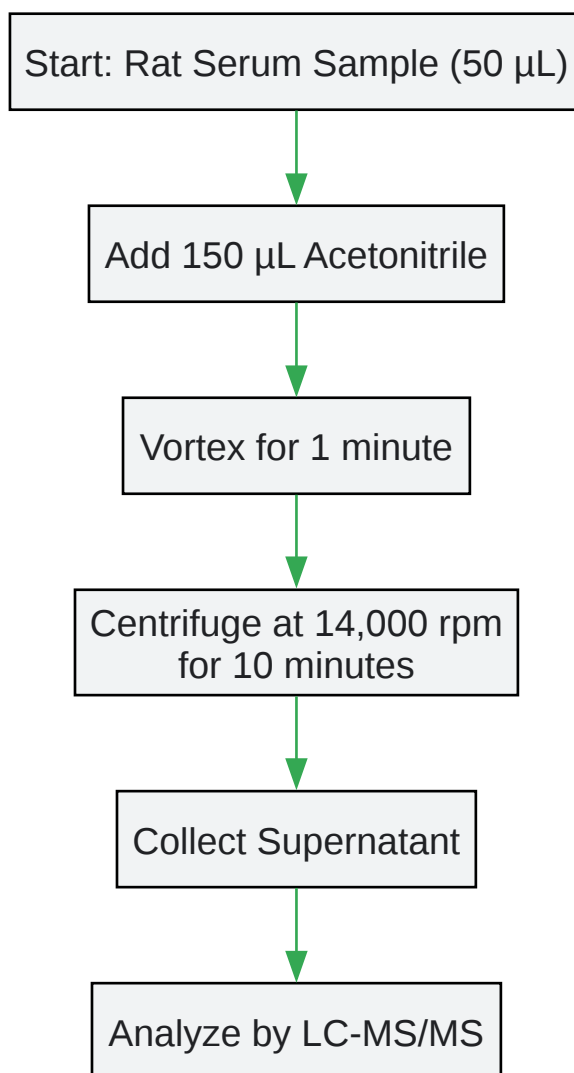 Start: Rat Serum Sample (50 µL)
Add 150 µL Acetonitrile
Vortex for 1 minute
Centrifuge at 14,000 rpm
for 10 minutes
Collect Supernatant
Analyze by LC-MS/MS